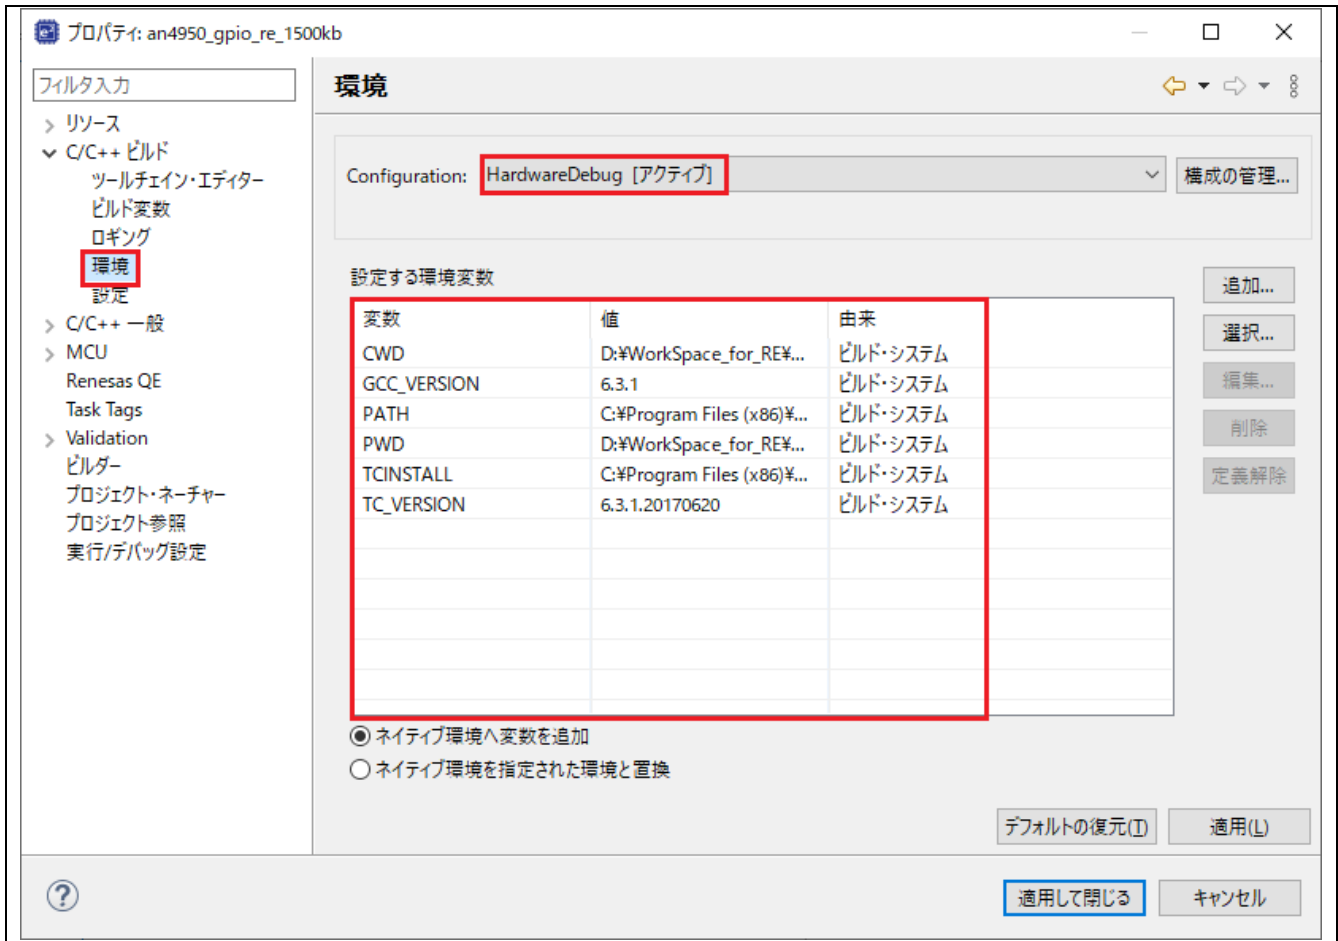 プロパティ: an4950_gpio_re_1500kb
フィルタ入力
リソース
C/C++ ビルド
ツールチェイン・エディター
ビルド変数
ロギング
環境
設定
C/C++ 一般
MCU
Renesas QE
Task Tags
Validation
ビルダー
プロジェクト・ネーチャー
プロジェクト参照
実行/デバッグ設定
環境
Configuration: HardwareDebug [アクティブ] 構成の管理...
設定する環境変数
変数 値 由来
CWD D:¥WorkSpace_for_RE¥... ビルド・システム
GCC_VERSION 6.3.1 ビルド・システム
PATH C:¥Program Files (x86)¥... ビルド・システム
PWD D:¥WorkSpace_for_RE¥... ビルド・システム
TCINSTALL C:¥Program Files (x86)¥... ビルド・システム
TC_VERSION 6.3.1.20170620 ビルド・システム
追加...
選択...
編集...
削除
定義解除
ネイティブ環境へ変数を追加
ネイティブ環境を指定された環境と置換
デフォルトの復元(T) 適用(L)
適用して閉じる キャンセル